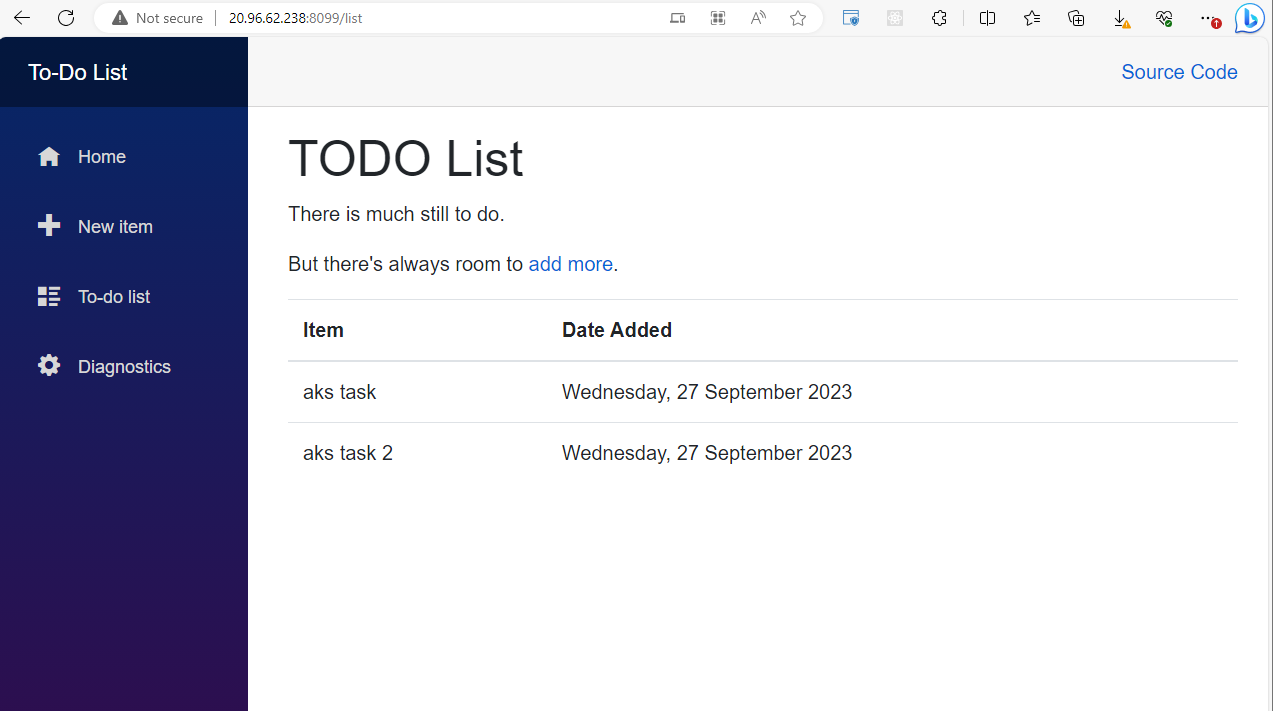 Not secure 20.96.62.238:8099/list
To-Do List
Source Code
Home
New item
To-do list
Diagnostics
TODO List
There is much still to do.
But there's always room to add more.
Item Date Added
aks task Wednesday, 27 September 2023
aks task 2 Wednesday, 27 September 2023